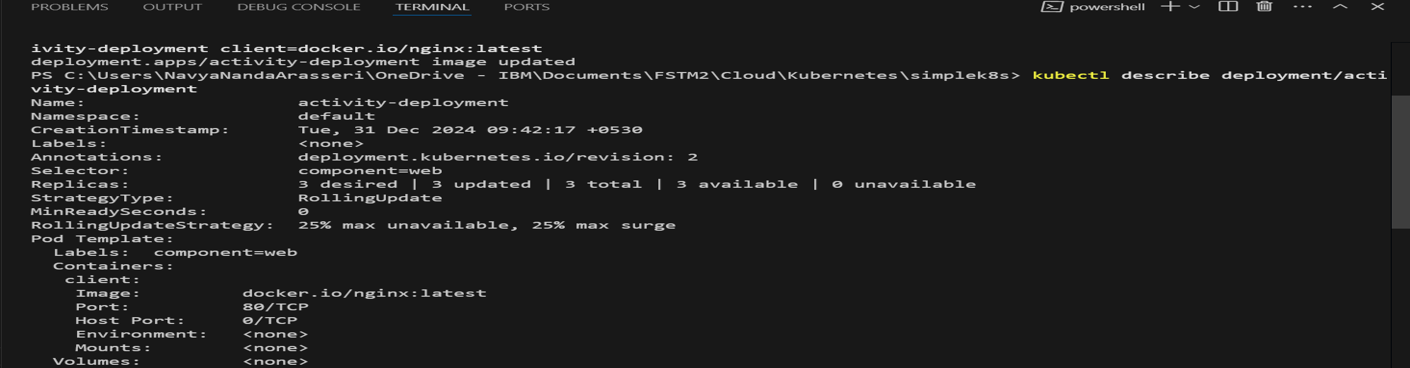 PROBLEMS OUTPUT DEBUG CONSOLE TERMINAL PORTS powershell
ivity-deployment client=docker.io/nginx:latest
deployment.apps/activity-deployment image updated
PS C:\Users\NavyaNandaArasseri\OneDrive - IBM\Documents\FSTM2\Cloud\Kubernetes\simplek8s> kubectl describe deployment/acti
vity-deployment
Name: activity-deployment
Namespace: default
CreationTimestamp: Tue, 31 Dec 2024 09:42:17 +0530
Labels: <none>
Annotations: deployment.kubernetes.io/revision: 2
Selector: component=web
Replicas: 3 desired | 3 updated | 3 total | 3 available | 0 unavailable
StrategyType: RollingUpdate
MinReadySeconds: 0
RollingUpdateStrategy: 25% max unavailable, 25% max surge
Pod Template:
Labels: component=web
Containers:
client:
Image: docker.io/nginx:latest
Port: 80/TCP
Host Port: 0/TCP
Environment: <none>
Mounts: <none>
Volumes: <none>